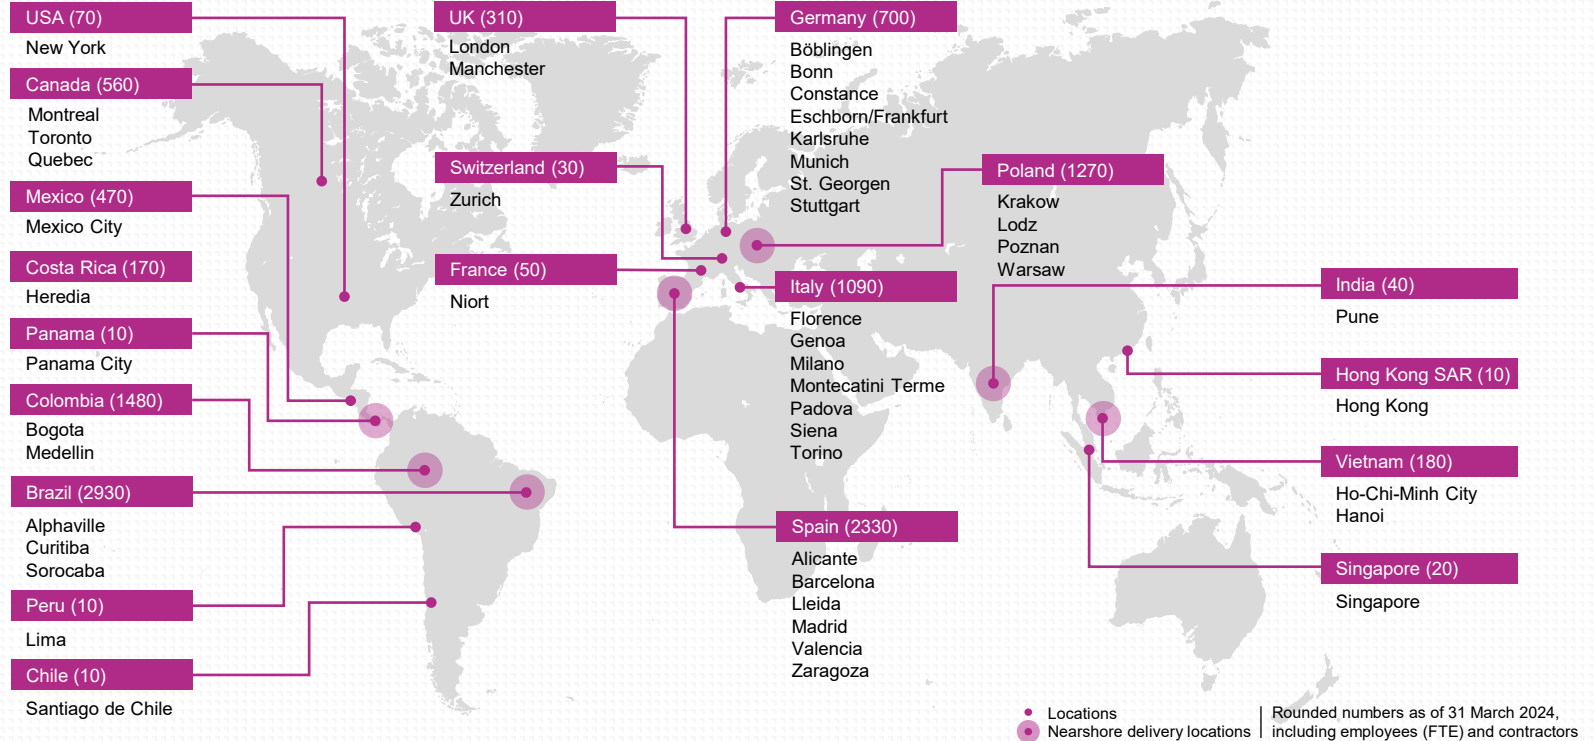 USA (70)
New York
Canada (560)
Montreal
Toronto
Quebec
Mexico (470)
Mexico City
Costa Rica (170)
Heredia
Panama (10)
Panama City
Colombia (1480)
Bogota
Medellin
Brazil (2930)
Alphaville
Curitiba
Sorocaba
Peru (10)
Lima
Chile (10)
Santiago de Chile
UK (310)
London
Manchester
Switzerland (30)
Zurich
France (50)
Niort
Germany (700)
Böblingen
Bonn
Constance
Eschborn/Frankfurt
Karlsruhe
Munich
St. Georgen
Stuttgart
Italy (1090)
Florence
Genoa
Milano
Montecatini Terme
Padova
Siena
Torino
Spain (2330)
Alicante
Barcelona
Lleida
Madrid
Valencia
Zaragoza
Poland (1270)
Krakow
Lodz
Poznan
Warsaw
India (40)
Pune
Hong Kong SAR (10)
Hong Kong
Vietnam (180)
Ho-Chi-Minh City
Hanoi
Singapore (20)
Singapore
Locations
Nearshore delivery locations
Rounded numbers as of 31 March 2024,
including employees (FTE) and contractors